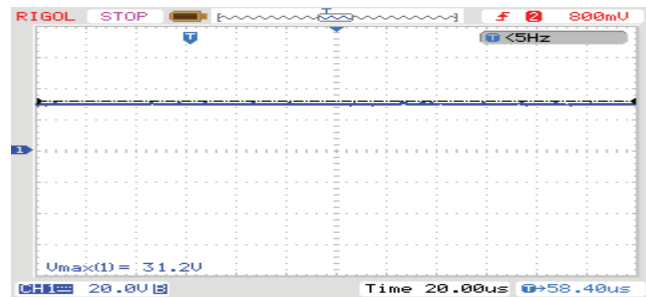 RIGOL STOP T f 2 800mV
T T <5Hz
1
Vmax(1)= 31.2V
CH1 20.0V B Time 20.00us T→58.40us